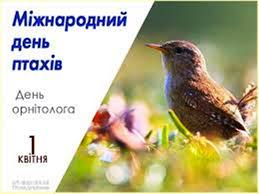 Міжнародний
день
птахів
День
орнітолога
1
КВІТНЯ